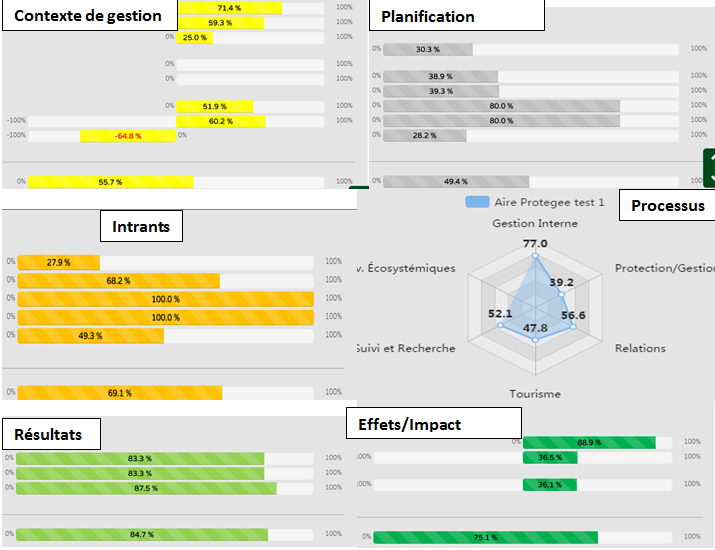 Contexte de gestion
71.4 % 100%
0% 59.3 % 100%
0% 25.0 % 100%
0% 100%
0% 100%
0% 51.9 % 100%
-100% 60.2 % 100%
-100% -64.8 % 0%
0% 55.7 % 100%
Planification
0% 30.3 % 100%
0% 38.9 % 100%
0% 39.3 % 100%
0% 80.0 % 100%
0% 80.0 % 100%
0% 28.2 % 100%
0% 49.4 % 100%
Intrants
0% 27.9 % 100%
0% 68.2 % 100%
0% 100.0 % 100%
0% 100.0 % 100%
0% 49.3 % 100%
0% 69.1 % 100%
Processus
Aire Protegee test 1
Gestion Interne
77.0
v. Écosystémiques
Protection/Gestion
39.2
52.1
56.6
47.8
Suivi et Recherche
Relations
Tourisme
Résultats
0% 83.3 % 100%
0% 83.3 % 100%
0% 87.5 % 100%
0% 84.7 % 100%
Effets/Impact
0% 88.9 % 100%
100% 36.5 % 100%
100% 36.1 % 100%
0% 75.1 % 100%